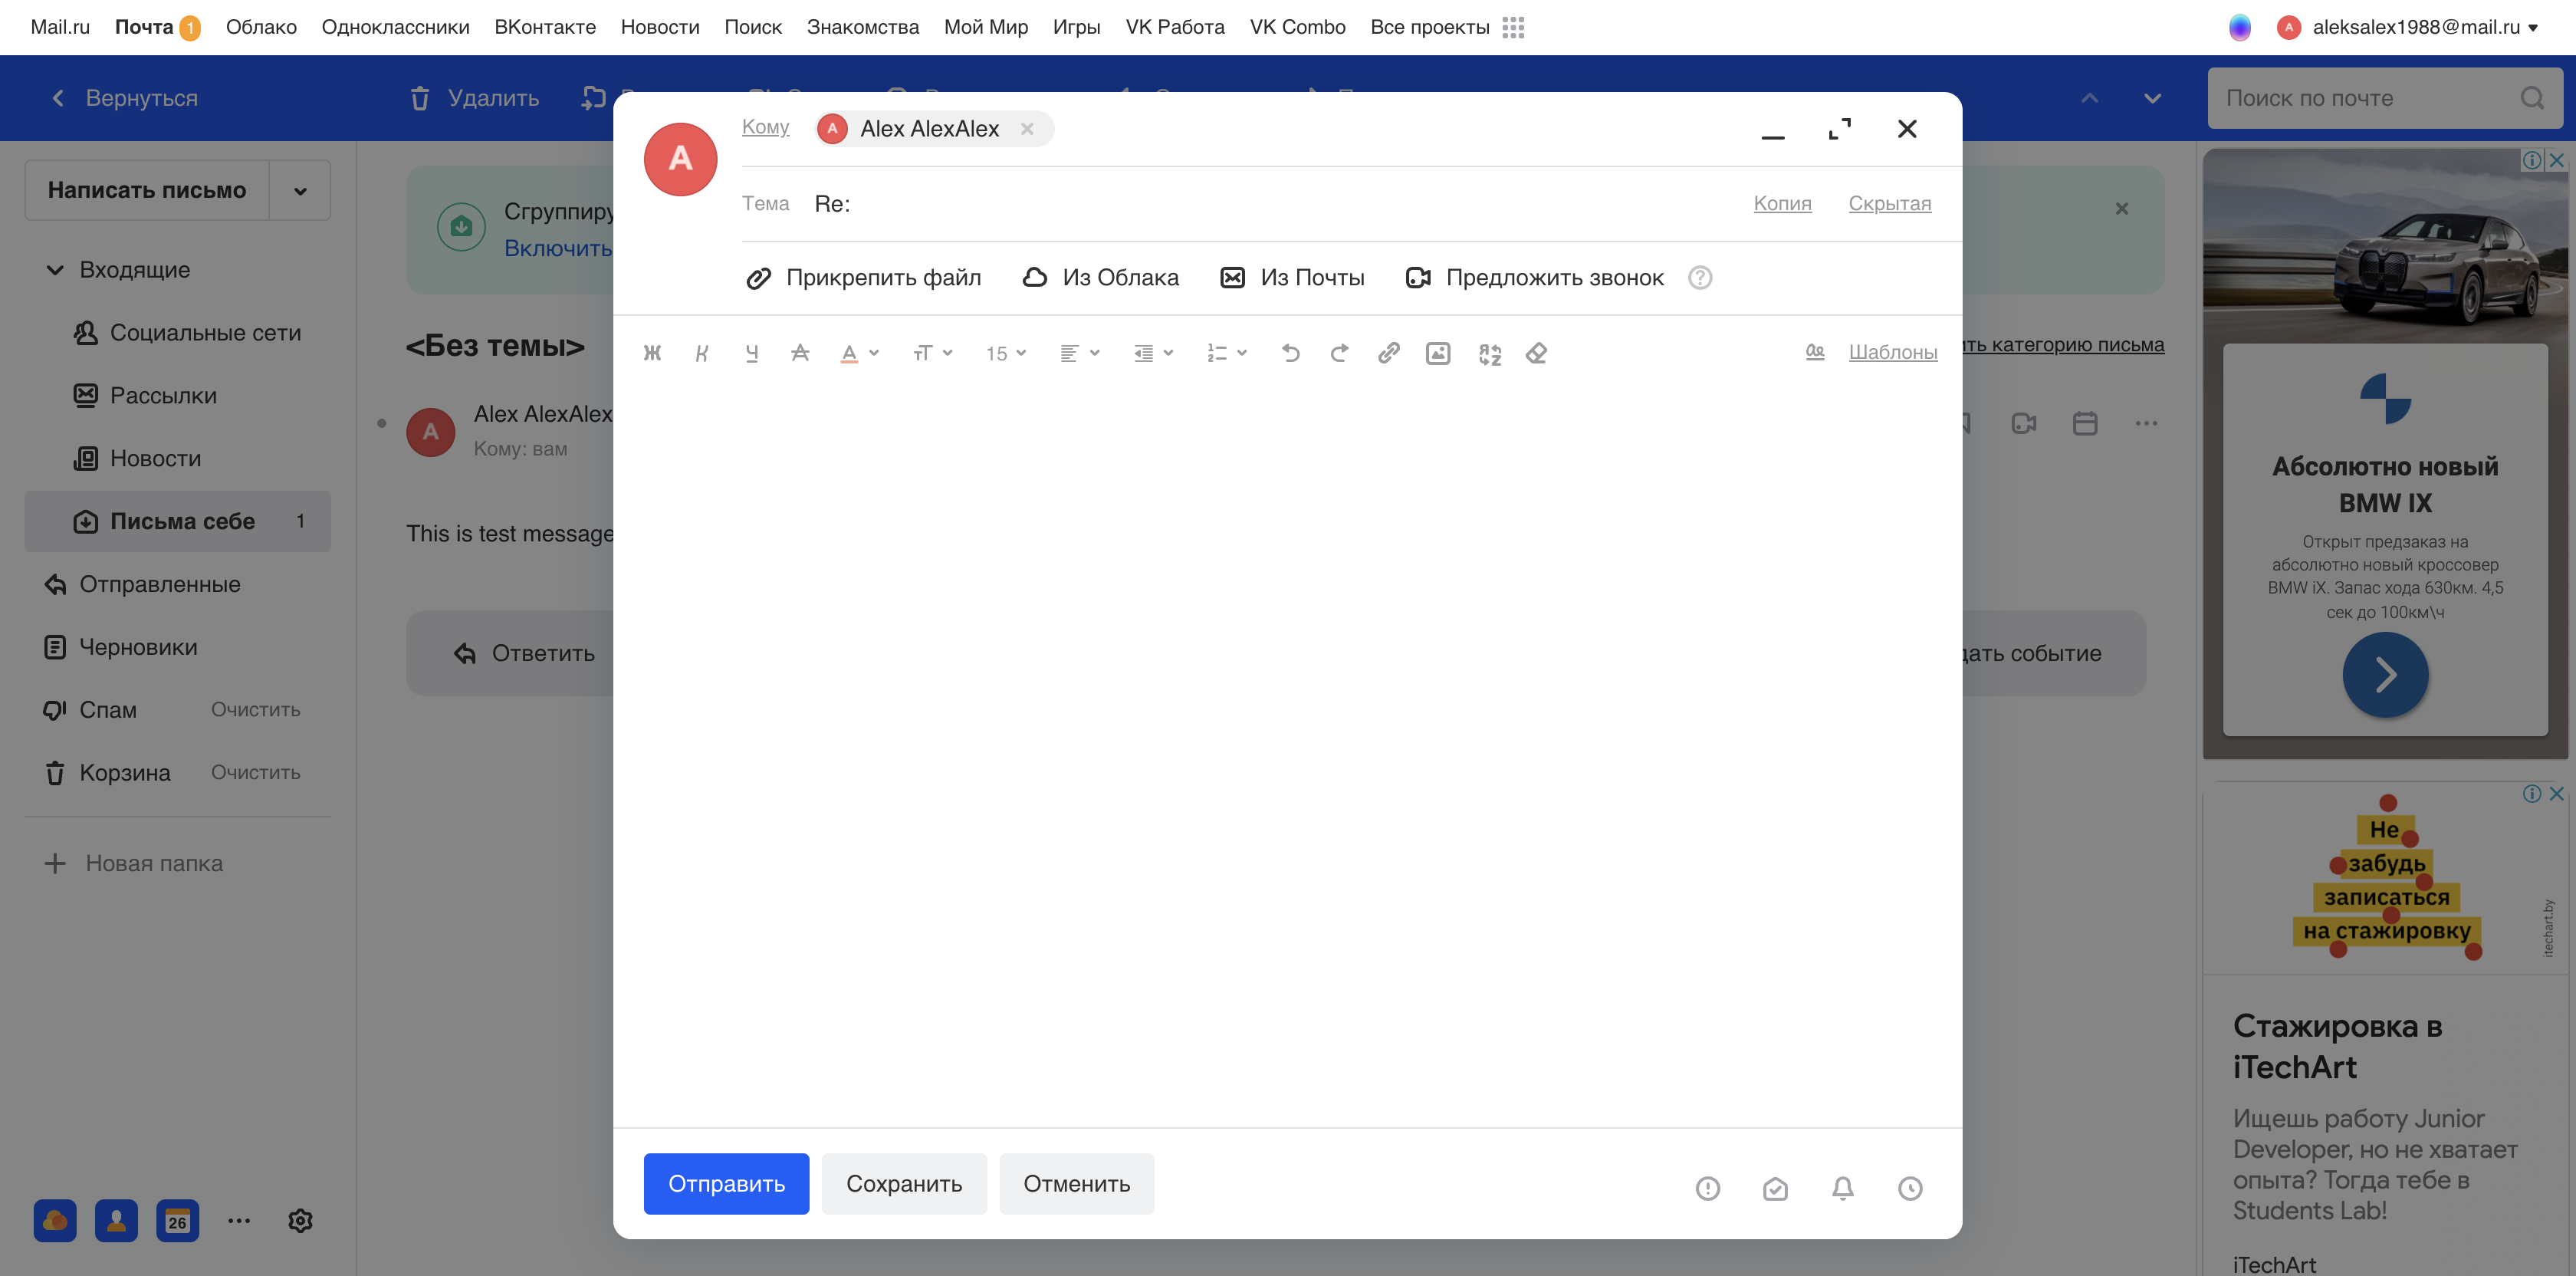 Mail.ru Почта 1 Облако Одноклассники ВКонтакте Новости Поиск Знакомства Мой Мир Игры VK Работа VK Combo Все проекты
A aleksalex1988@mail.ru
Вернуться
Удалить
Поиск по почте
Написать письмо
Входящие
Социальные сети
Рассылки
Новости
Письма себе 1
Отправленные
Черновики
Спам Очистить
Корзина Очистить
Новая папка
26
Сгруппиру
Включить
<Без темы>
ть категорию письма
A Alex AlexAlex
Кому: вам
This is test message
Ответить
дать событие
A
Кому A Alex AlexAlex
Тема Re: Копия Скрытая
Прикрепить файл Из Облака Из Почты Предложить звонок ?
Ж К Ч А А тТ 15 Шаблоны
Отправить Сохранить Отменить
Абсолютно новый
BMW IX
Открыт предзаказ на
абсолютно новый кроссовер
BMW iX. Запас хода 630км. 4,5
сек до 100км\ч
Не
забудь
записаться
на стажировку
itechart.by
Стажировка в
iTechArt
Ищешь работу Junior
Developer, но не хватает
опыта? Тогда тебе в
Students Lab!
iTechArt